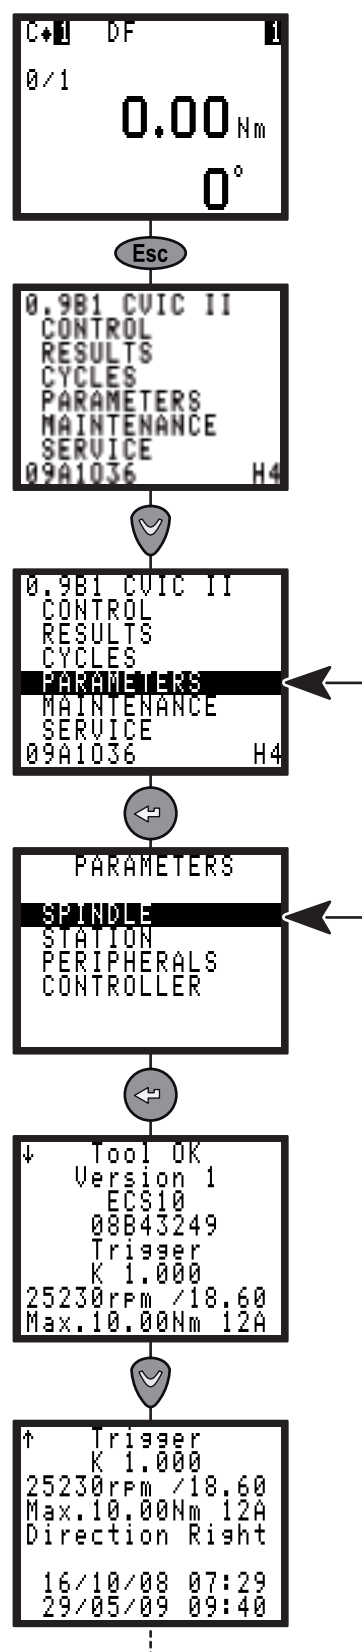 C♦1 DF 1
0/1
0.00 Nm
0°
Esc
0.9B1 CVIC II
CONTROL
RESULTS
CYCLES
PARAMETERS
MAINTENANCE
SERVICE
09A1036 H4
0.9B1 CVIC II
CONTROL
RESULTS
CYCLES
PARAMETERS
MAINTENANCE
SERVICE
09A1036 H4
PARAMETERS
SPINDLE
STATION
PERIPHERALS
CONTROLLER
↓ Tool OK
Version 1
ECS10
08B43249
Trigger
K 1.000
25230rpm /18.60
Max.10.00Nm 12A
↑ Trigger
K 1.000
25230rpm /18.60
Max.10.00Nm 12A
Direction Right
16/10/08 07:29
29/05/09 09:40